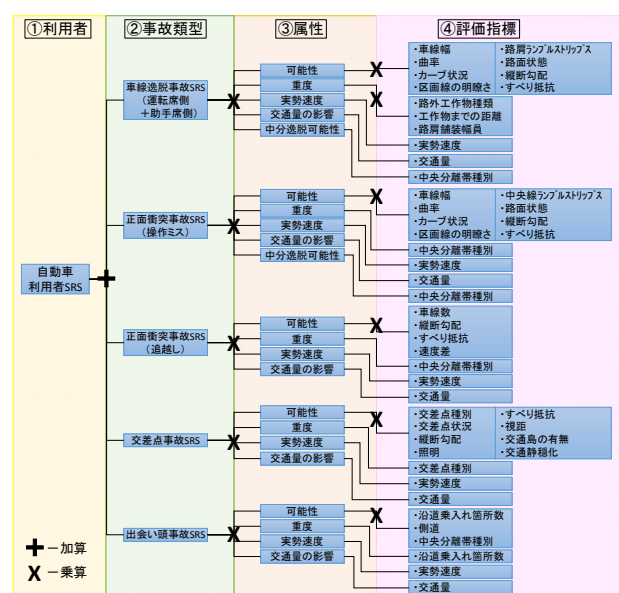 ①利用者
②事故類型
③属性
④評価指標
自動車
利用者SRS
車線逸脱事故SRS
(運転席側
+助手席側)
可能性
重度
実勢速度
交通量の影響
中分逸脱可能性
・車線幅
・曲率
・カーブ状況
・区画線の明瞭さ
・路肩ランブルストリップス
・路面状態
・縦断勾配
・すべり抵抗
・路外工作物種類
・工作物までの距離
・路肩舗装幅員
・実勢速度
・交通量
・中央分離帯種別
正面衝突事故SRS
(操作ミス)
可能性
重度
実勢速度
交通量の影響
中分逸脱可能性
・車線幅
・曲率
・カーブ状況
・区画線の明瞭さ
・中央線ランブルストリップス
・路面状態
・縦断勾配
・すべり抵抗
・中央分離帯種別
・実勢速度
・交通量
・中央分離帯種別
正面衝突事故SRS
(追越し)
可能性
重度
実勢速度
交通量の影響
・車線数
・縦断勾配
・すべり抵抗
・速度差
・中央分離帯種別
・実勢速度
・交通量
交差点事故SRS
可能性
重度
実勢速度
交通量の影響
・交差点種別
・交差点状況
・縦断勾配
・照明
・すべり抵抗
・視距
・交通島の有無
・交通静穏化
・交差点種別
・実勢速度
・交通量
出会い頭事故SRS
可能性
重度
実勢速度
交通量の影響
・沿道乗入れ箇所数
・側道
・中央分離帯種別
・沿道乗入れ箇所数
・実勢速度
・交通量
+ー加算
X ー乗算